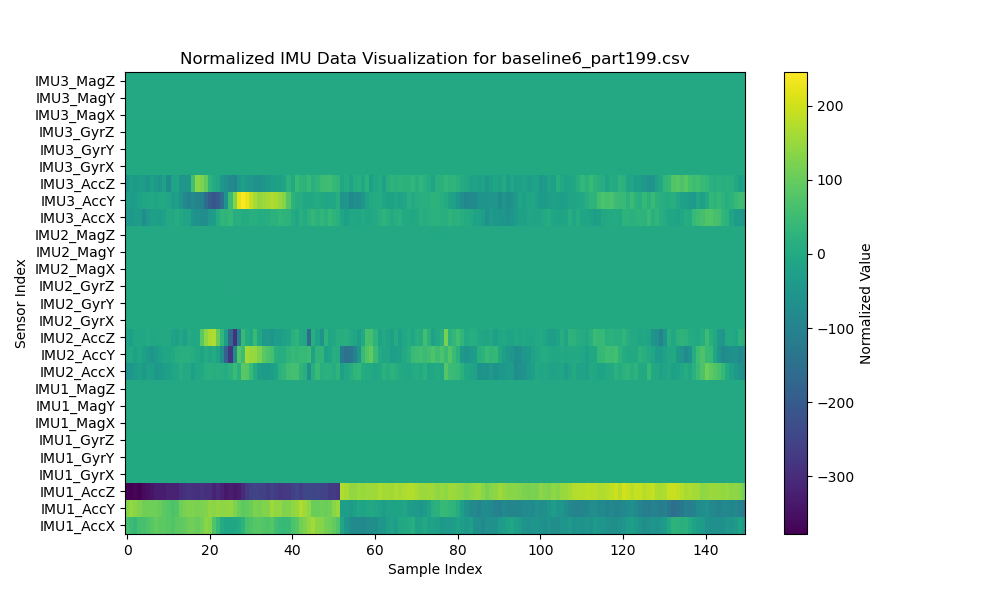 Normalized IMU Data Visualization for baseline6_part199.csv
Sensor Index
IMU3_MagZ
IMU3_MagY
IMU3_MagX
IMU3_GyrZ
IMU3_GyrY
IMU3_GyrX
IMU3_AccZ
IMU3_AccY
IMU3_AccX
IMU2_MagZ
IMU2_MagY
IMU2_MagX
IMU2_GyrZ
IMU2_GyrY
IMU2_GyrX
IMU2_AccZ
IMU2_AccY
IMU2_AccX
IMU1_MagZ
IMU1_MagY
IMU1_MagX
IMU1_GyrZ
IMU1_GyrY
IMU1_GyrX
IMU1_AccZ
IMU1_AccY
IMU1_AccX
0 20 40 60 80 100 120 140
Sample Index
200
100
0
−100
−200
−300
Normalized Value